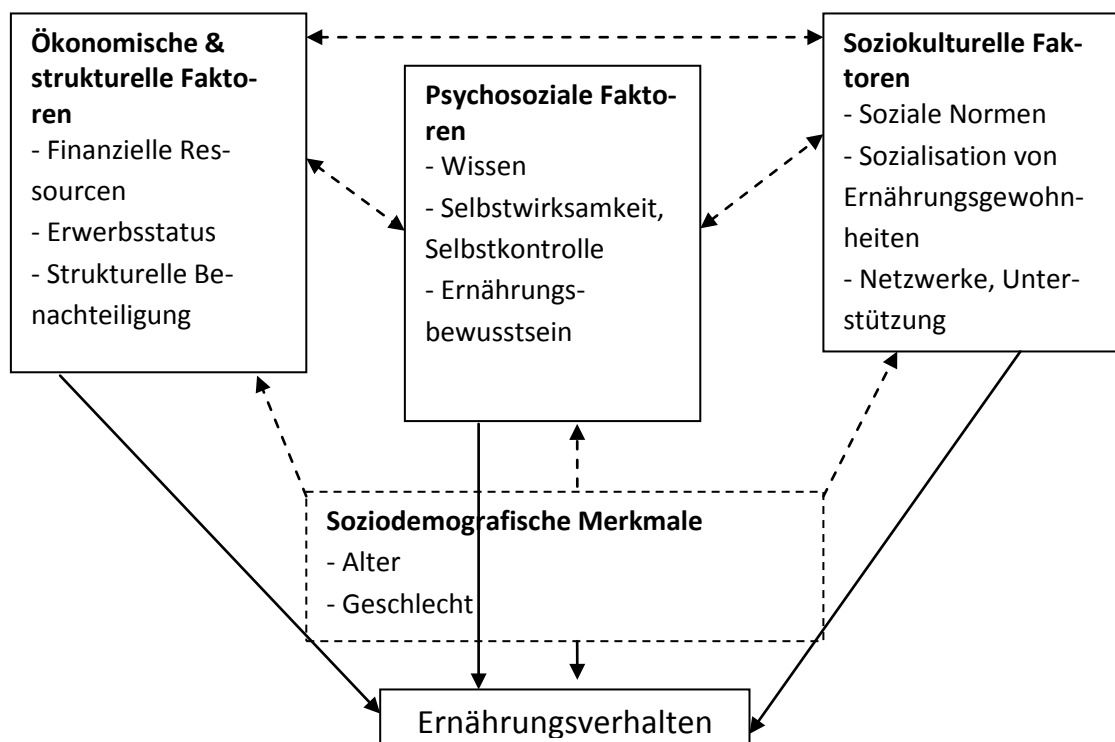 Ökonomische &
strukturelle Fakto-
ren
- Finanzielle Res-
sourcen
- Erwerbsstatus
- Strukturelle Be-
nachteiligung
Psychosoziale Fakto-
ren
- Wissen
- Selbstwirksamkeit,
Selbstkontrolle
- Ernährungs-
bewusstsein
Soziokulturelle Fak-
toren
- Soziale Normen
- Sozialisation von
Ernährungsgewohn-
heiten
- Netzwerke, Unter-
stützung
Soziodemografische Merkmale
- Alter
- Geschlecht
Ernährungsverhalten